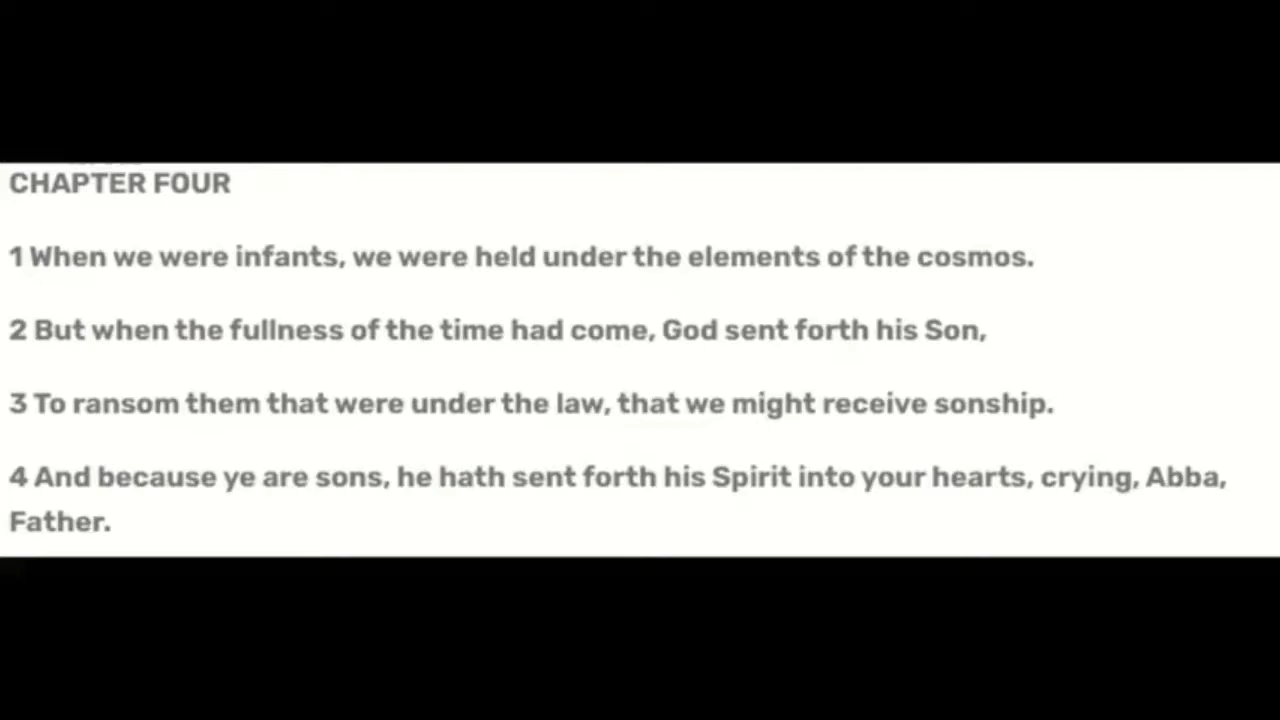 CHAPTER FOUR
1 When we were infants, we were held under the elements of the cosmos.
2 But when the fullness of the time had come, God sent forth his Son,
3 To ransom them that were under the law, that we might receive sonship.
4 And because ye are sons, he hath sent forth his Spirit into your hearts, crying, Abba,
Father.